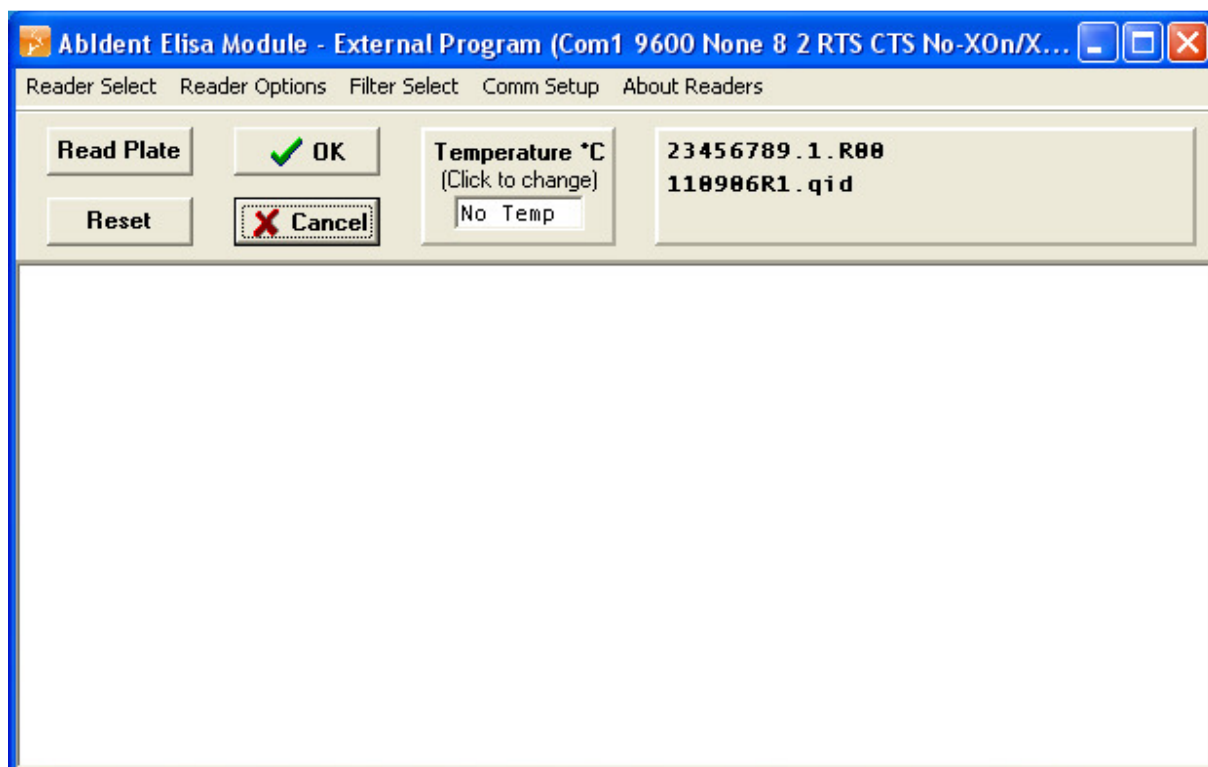 AbIdent Elisa Module - External Program (Com1 9600 None 8 2 RTS CTS No-XOn/X...
Reader Select Reader Options Filter Select Comm Setup About Readers
Read Plate
OK
Reset
Cancel
Temperature °C
(Click to change)
No Temp
23456789.1.R00
110906R1.qid